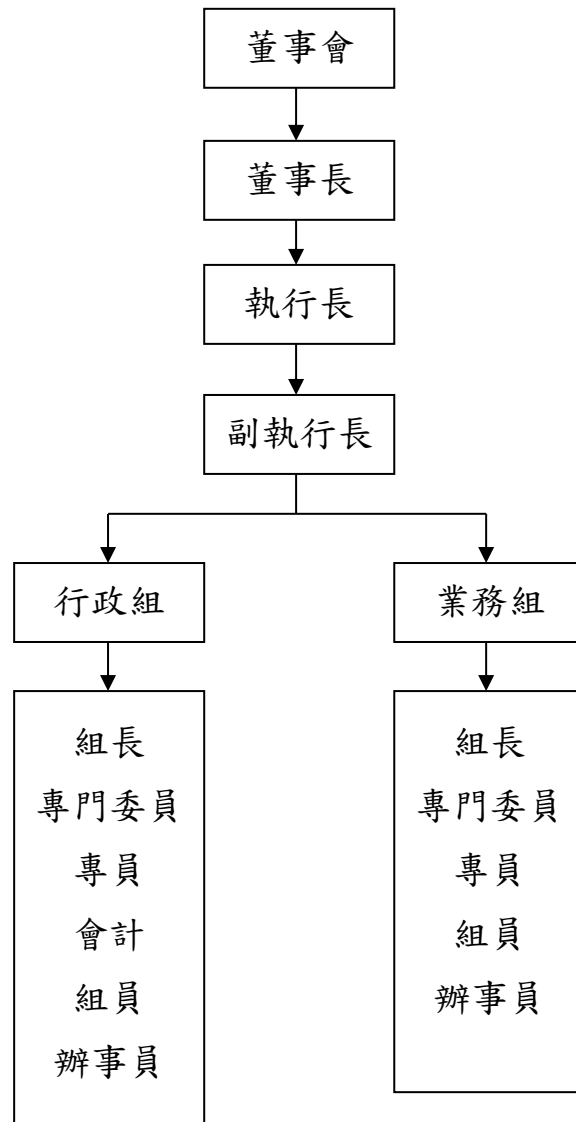 董事會
董事長
執行長
副執行長
行政組
業務組
組長
專門委員
專員
會計
組員
辦事員
組長
專門委員
專員
組員
辦事員